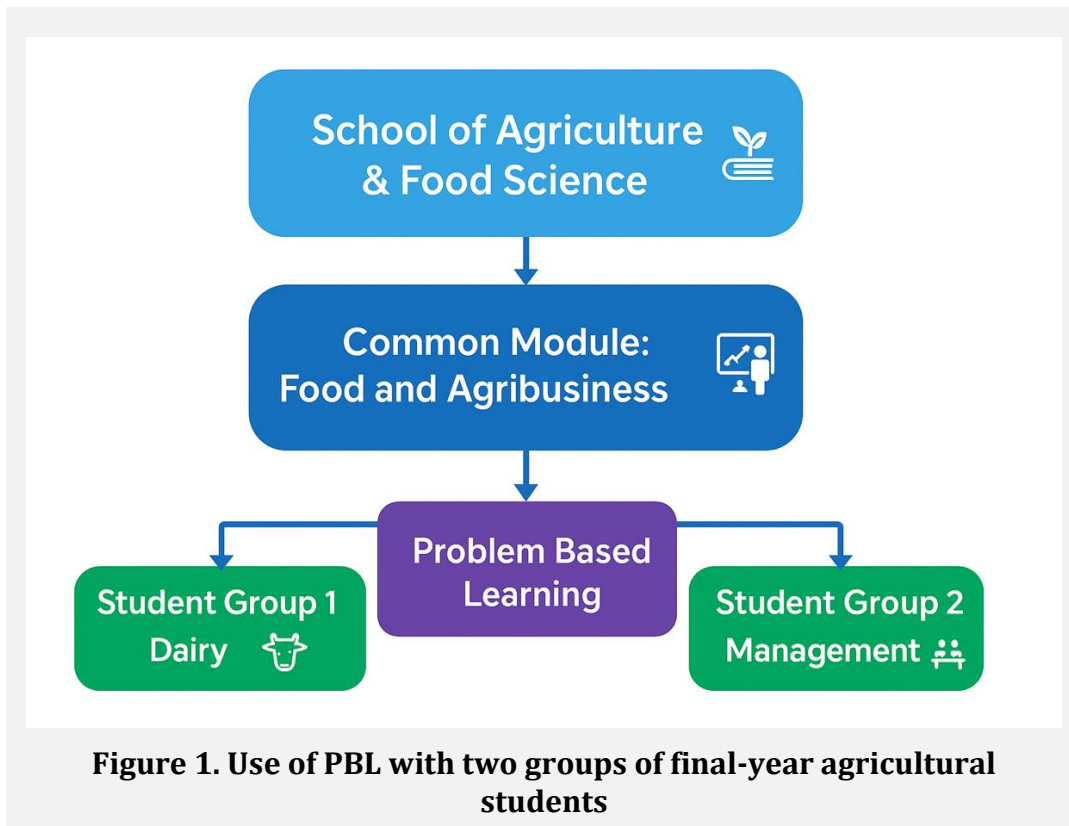 School of Agriculture
& Food Science
Common Module:
Food and Agribusiness
Problem Based
Learning
Student Group 1
Dairy
Student Group 2
Management
Figure 1. Use of PBL with two groups of final-year agricultural
students